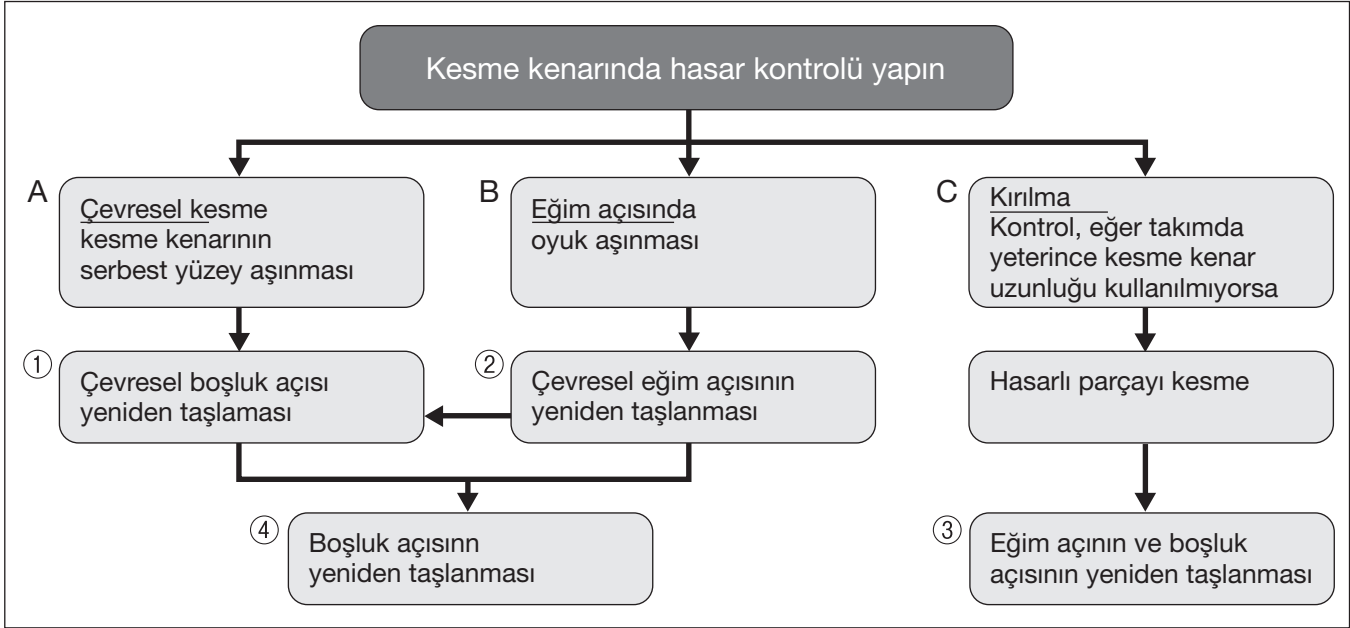 Kesme kenarında hasar kontrolü yapın
A
Çevresel kesme
kesme kenarının
serbest yüzey aşınması
B
Eğim açısında
oyuk aşınması
C
Kırılma
Kontrol, eğer takımda
yeterince kesme kenar
uzunluğu kullanılmıyorsa
①
Çevresel boşluk açısı
yeniden taşlaması
②
Çevresel eğim açısının
yeniden taşlanması
Hasarlı parçayı kesme
④
Boşluk açısınn
yeniden taşlanması
③
Eğim açının ve boşluk
açısının yeniden taşlanması